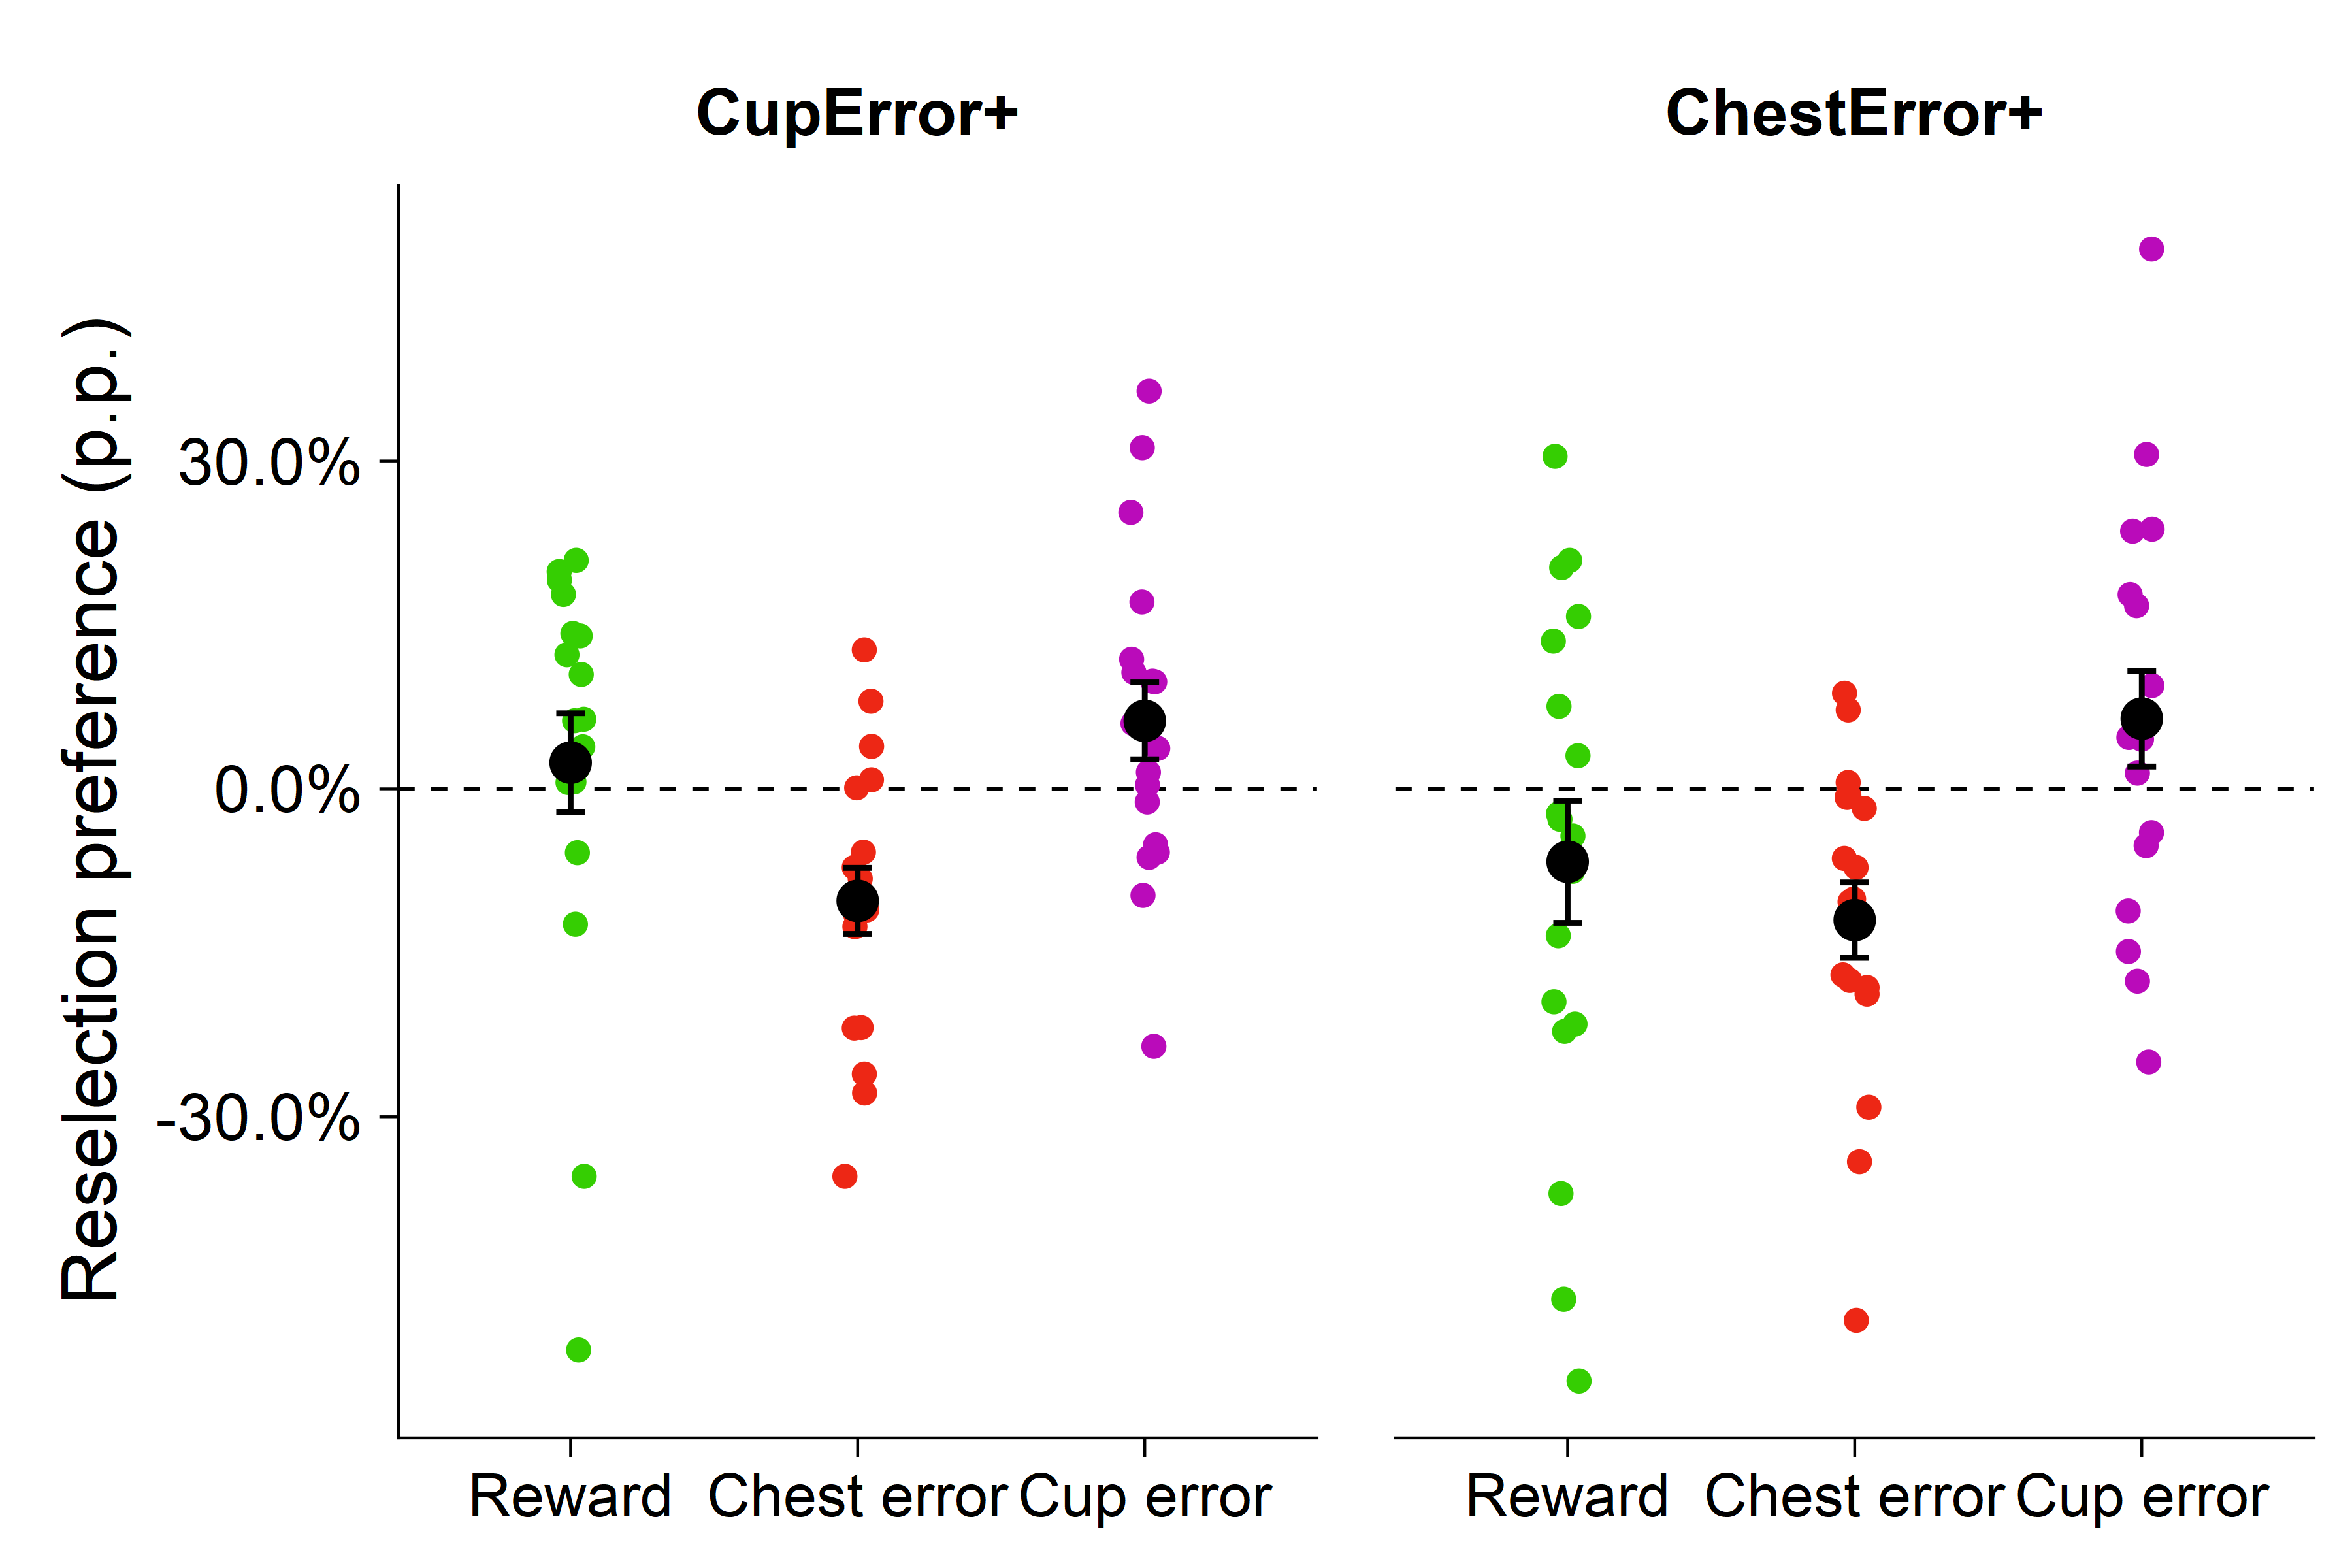 CupError+
ChestError+
Reselection preference (p.p.)
30.0%
0.0%
-30.0%
Reward
Chest error
Cup error
Reward
Chest error
Cup error